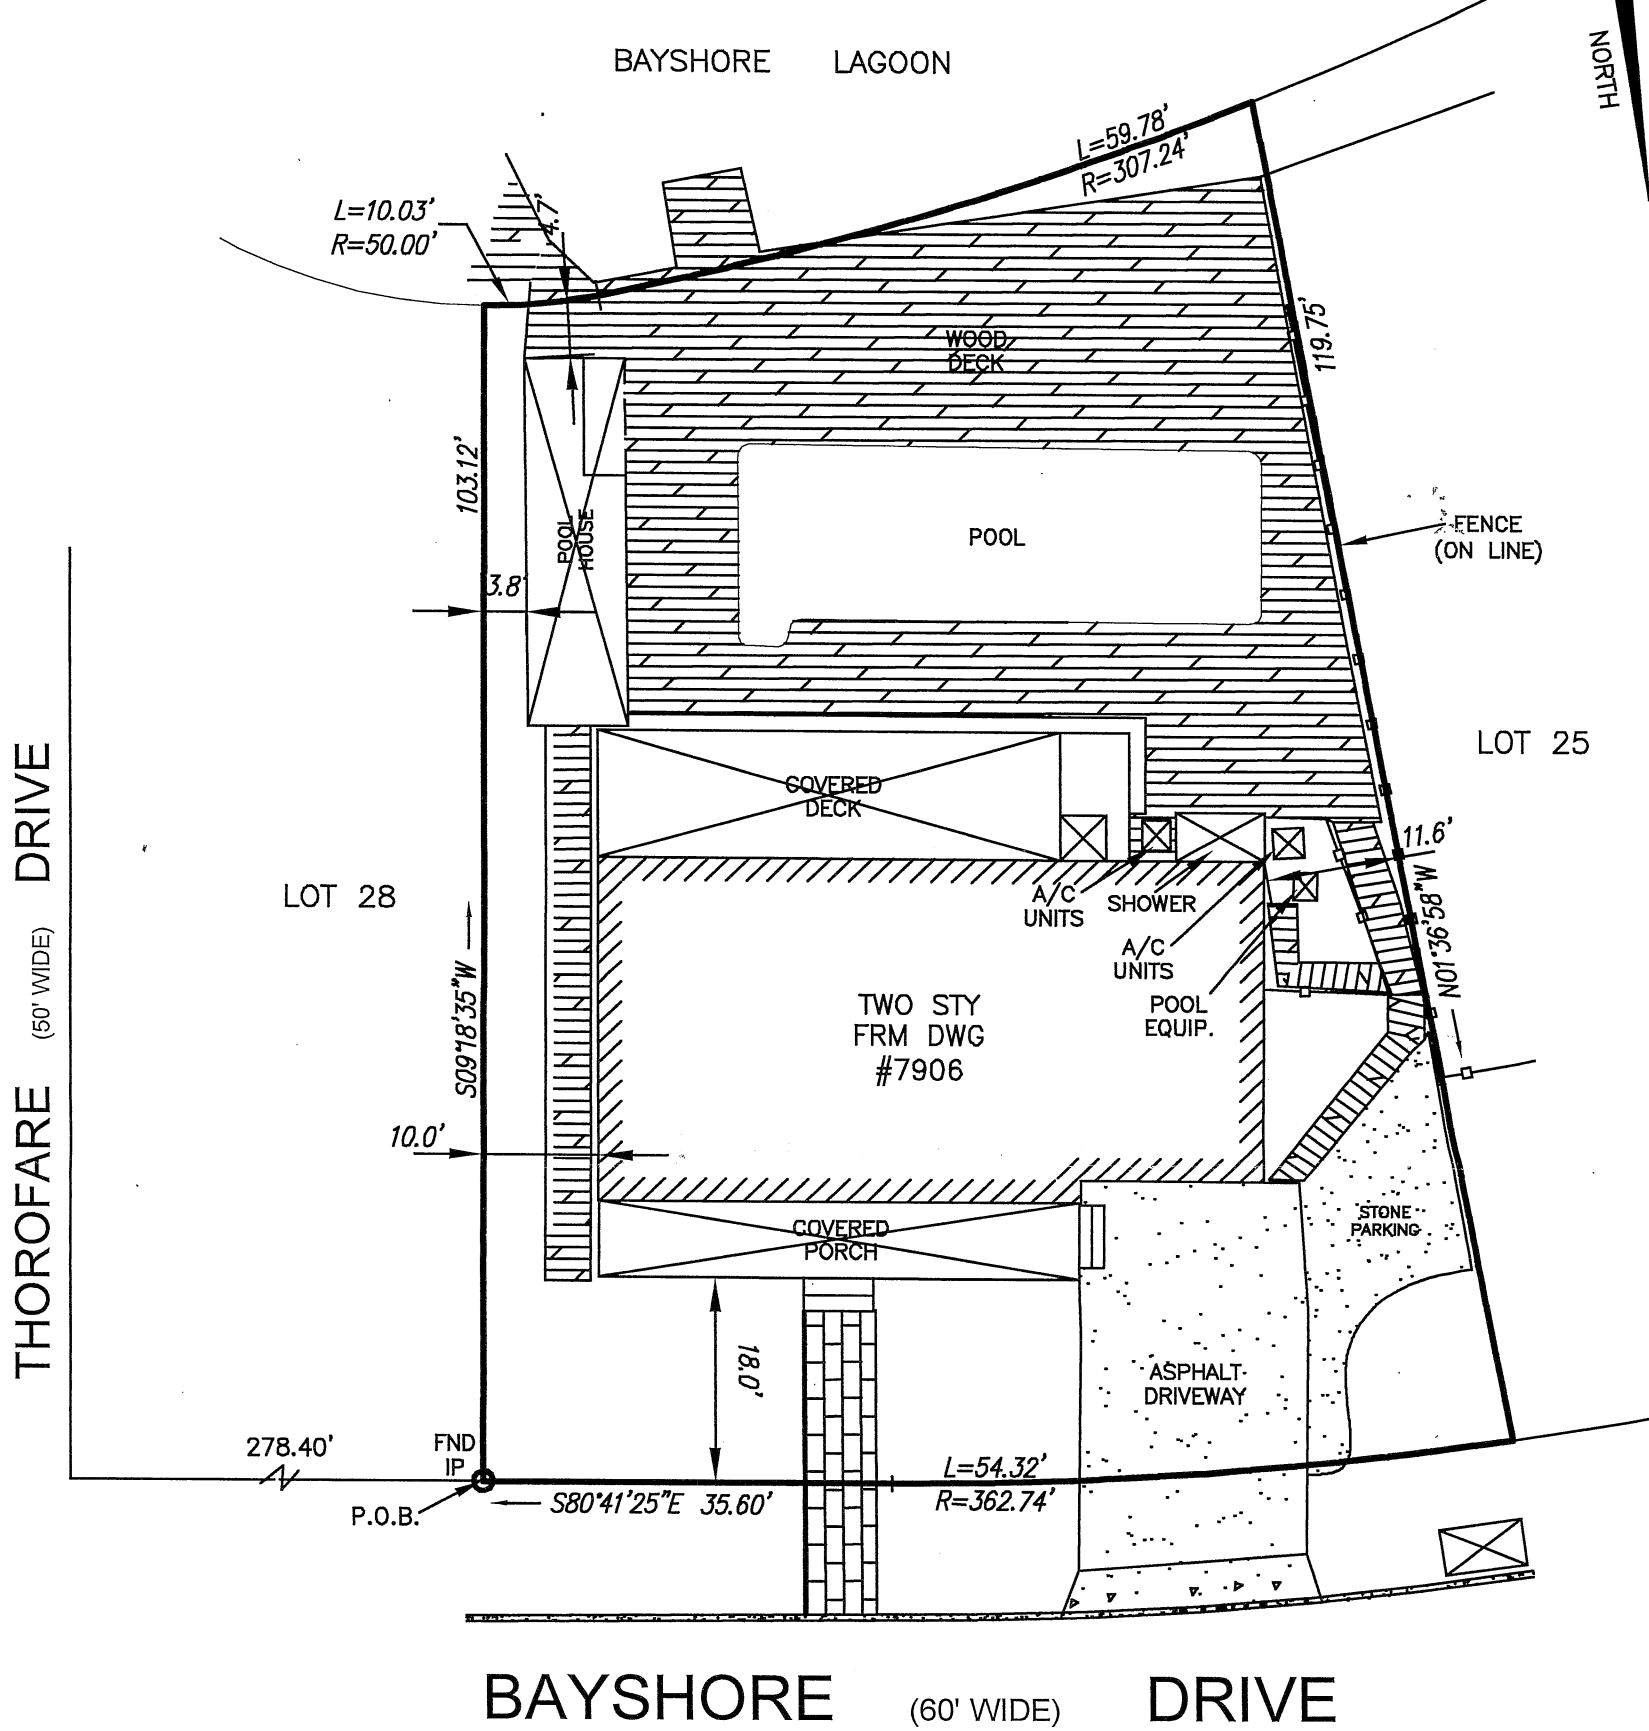 BAYSHORE LAGOON
NORTH
L=59.78'
R=307.24'
L=10.03'
R=50.00'
4.7'
WOOD
DECK
119.75'
103.12'
POOL
HOUSE
POOL
FENCE
(ON LINE)
3.8'
LOT 25
COVERED
DECK
11.6'
LOT 28
A/C
UNITS
SHOWER
A/C
UNITS
N01°36'58"W
S09°18'35"W
TWO STY
FRM DWG
#7906
POOL
EQUIP.
10.0'
COVERED
PORCH
STONE
PARKING
18.0'
ASPHALT
DRIVEWAY
THOROFARE (50' WIDE) DRIVE
278.40'
FND
IP
P.O.B.
S80°41'25"E 35.60'
L=54.32'
R=362.74'
BAYSHORE (60' WIDE) DRIVE